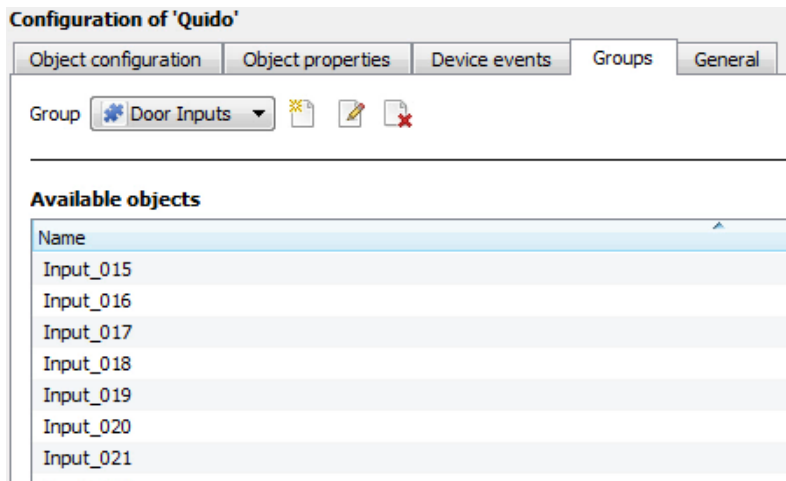 Configuration of 'Quido'
Object configuration Object properties Device events Groups General
Group Door Inputs
Available objects
Name
Input_015
Input_016
Input_017
Input_018
Input_019
Input_020
Input_021